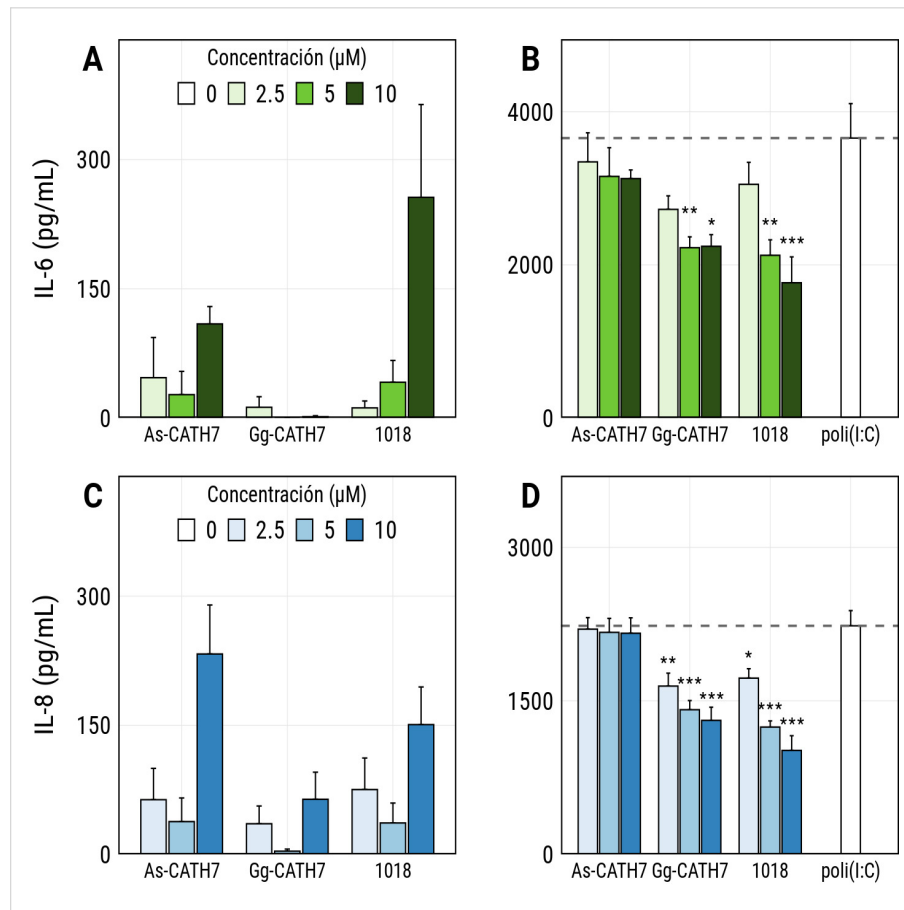 A
Concentración (µM)
0 2.5 5 10
IL-6 (pg/mL)
300
150
0
As-CATH7 Gg-CATH7 1018
B
4000
2000
0
** * ** ***
As-CATH7 Gg-CATH7 1018 poli(I:C)
C
Concentración (µM)
0 2.5 5 10
IL-8 (pg/mL)
300
150
0
As-CATH7 Gg-CATH7 1018
D
3000
1500
0
** *** *** * *** ***
As-CATH7 Gg-CATH7 1018 poli(I:C)